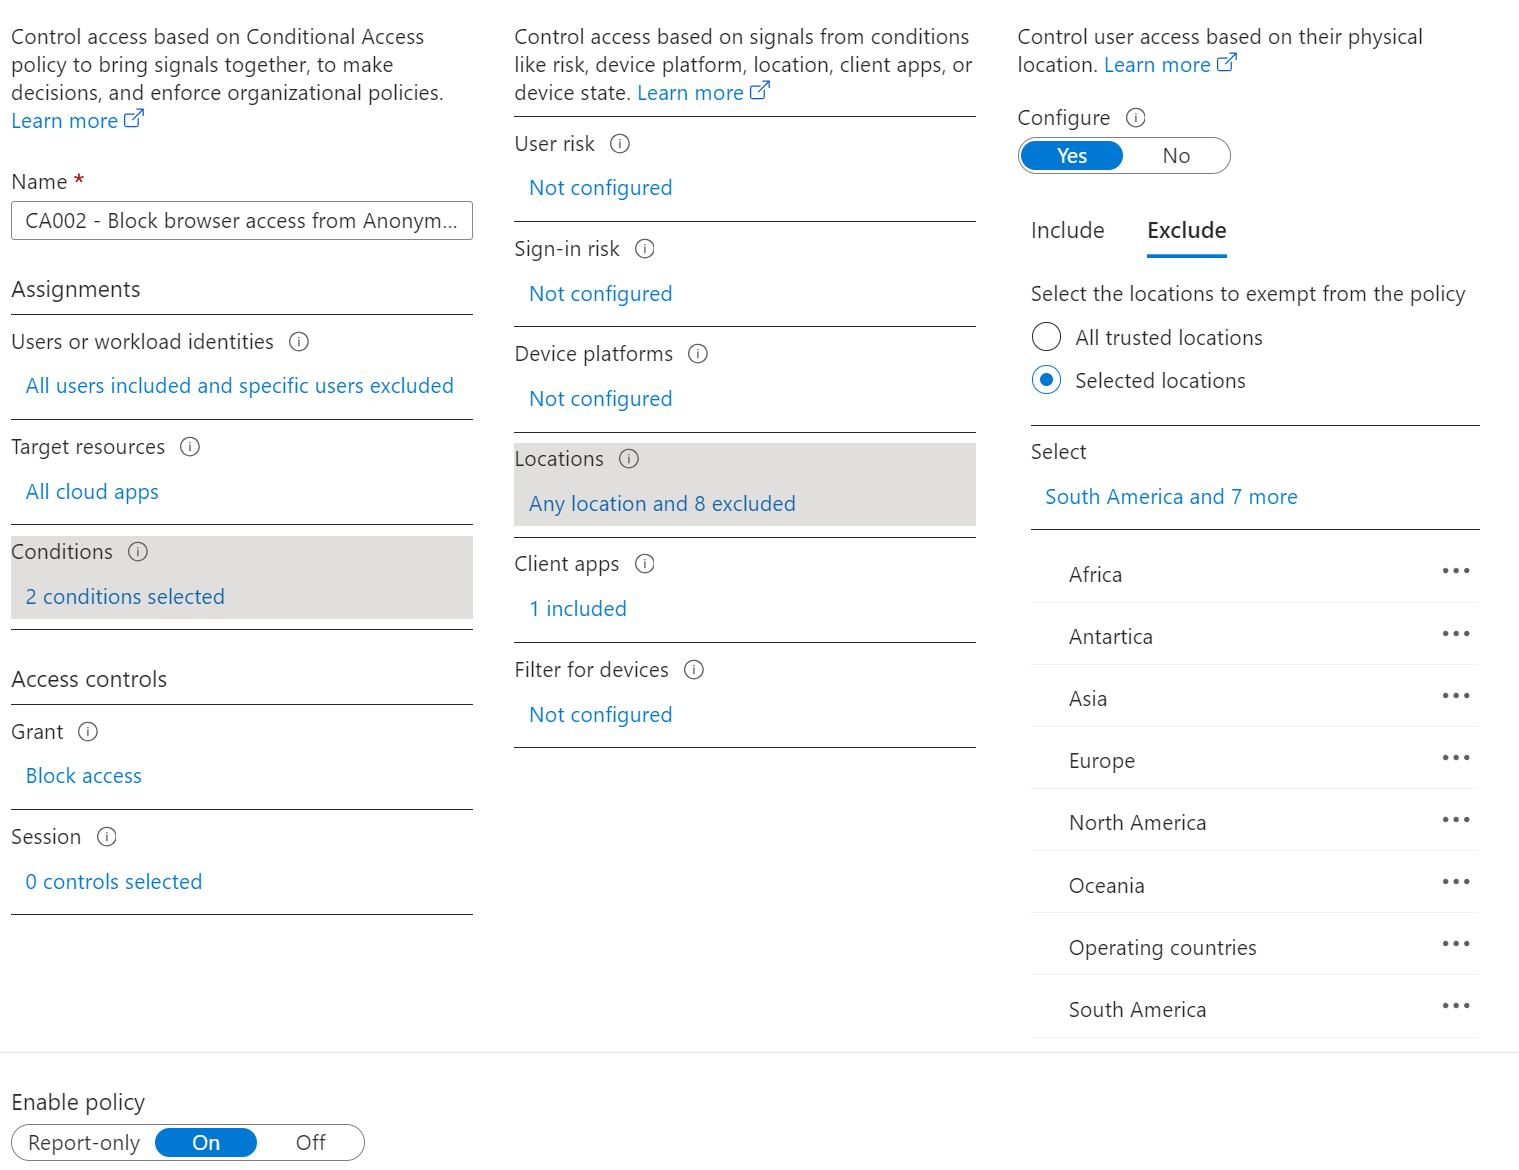 Control access based on Conditional Access
policy to bring signals together, to make
decisions, and enforce organizational policies.
Learn more
Name *
CA002 - Block browser access from Anonym...
Assignments
Users or workload identities
All users included and specific users excluded
Target resources
All cloud apps
Conditions
2 conditions selected
Access controls
Grant
Block access
Session
0 controls selected
Control access based on signals from conditions
like risk, device platform, location, client apps, or
device state. Learn more
User risk
Not configured
Sign-in risk
Not configured
Device platforms
Not configured
Locations
Any location and 8 excluded
Client apps
1 included
Filter for devices
Not configured
Control user access based on their physical
location. Learn more
Configure
Yes No
Include Exclude
Select the locations to exempt from the policy
All trusted locations
Selected locations
Select
South America and 7 more
Africa
Antartica
Asia
Europe
North America
Oceania
Operating countries
South America
Enable policy
Report-only On Off